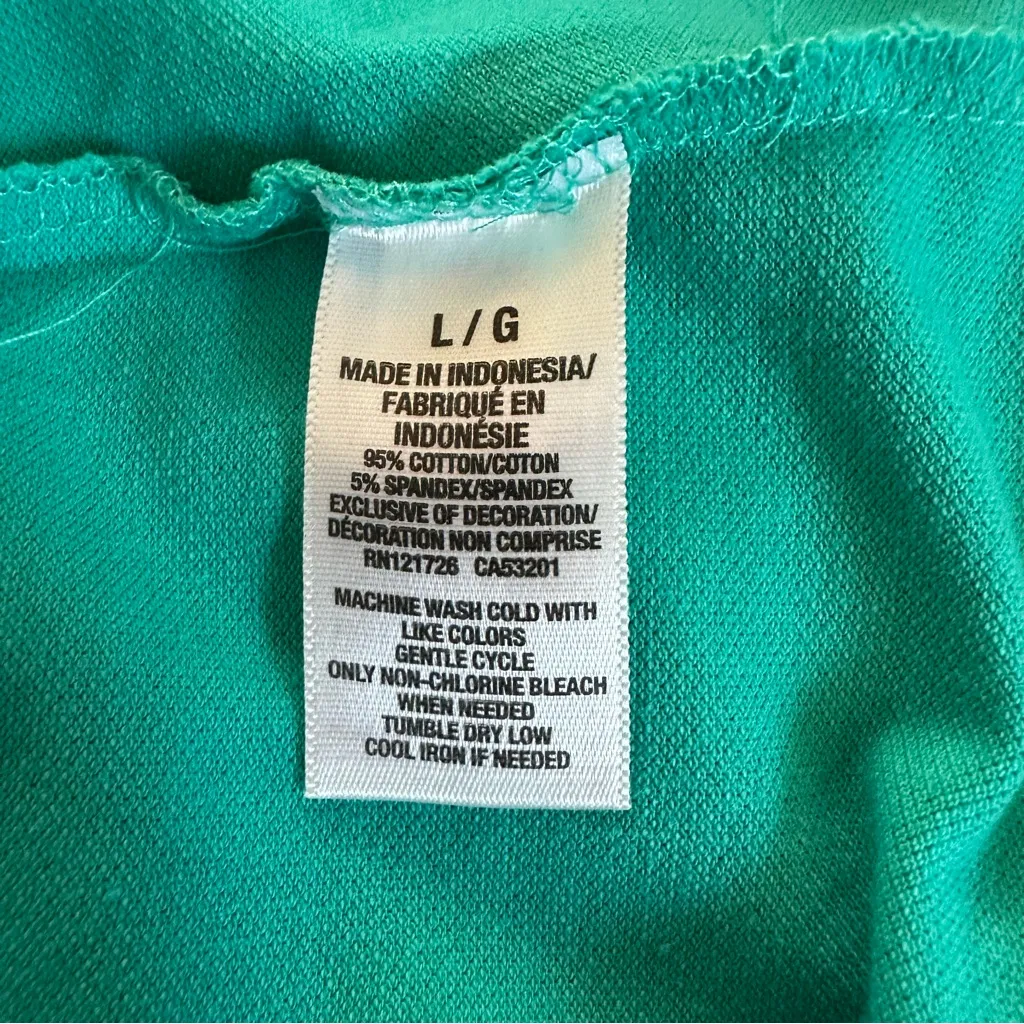 L / G
MADE IN INDONESIA/
FABRIQUÉ EN
INDONÉSIE
95% COTTON/COTON
5% SPANDEX/SPANDEX
EXCLUSIVE OF DECORATION/
DÉCORATION NON COMPRISE
RN121726 CA53201
MACHINE WASH COLD WITH
LIKE COLORS
GENTLE CYCLE
ONLY NON-CHLORINE BLEACH
WHEN NEEDED
TUMBLE DRY LOW
COOL IRON IF NEEDED